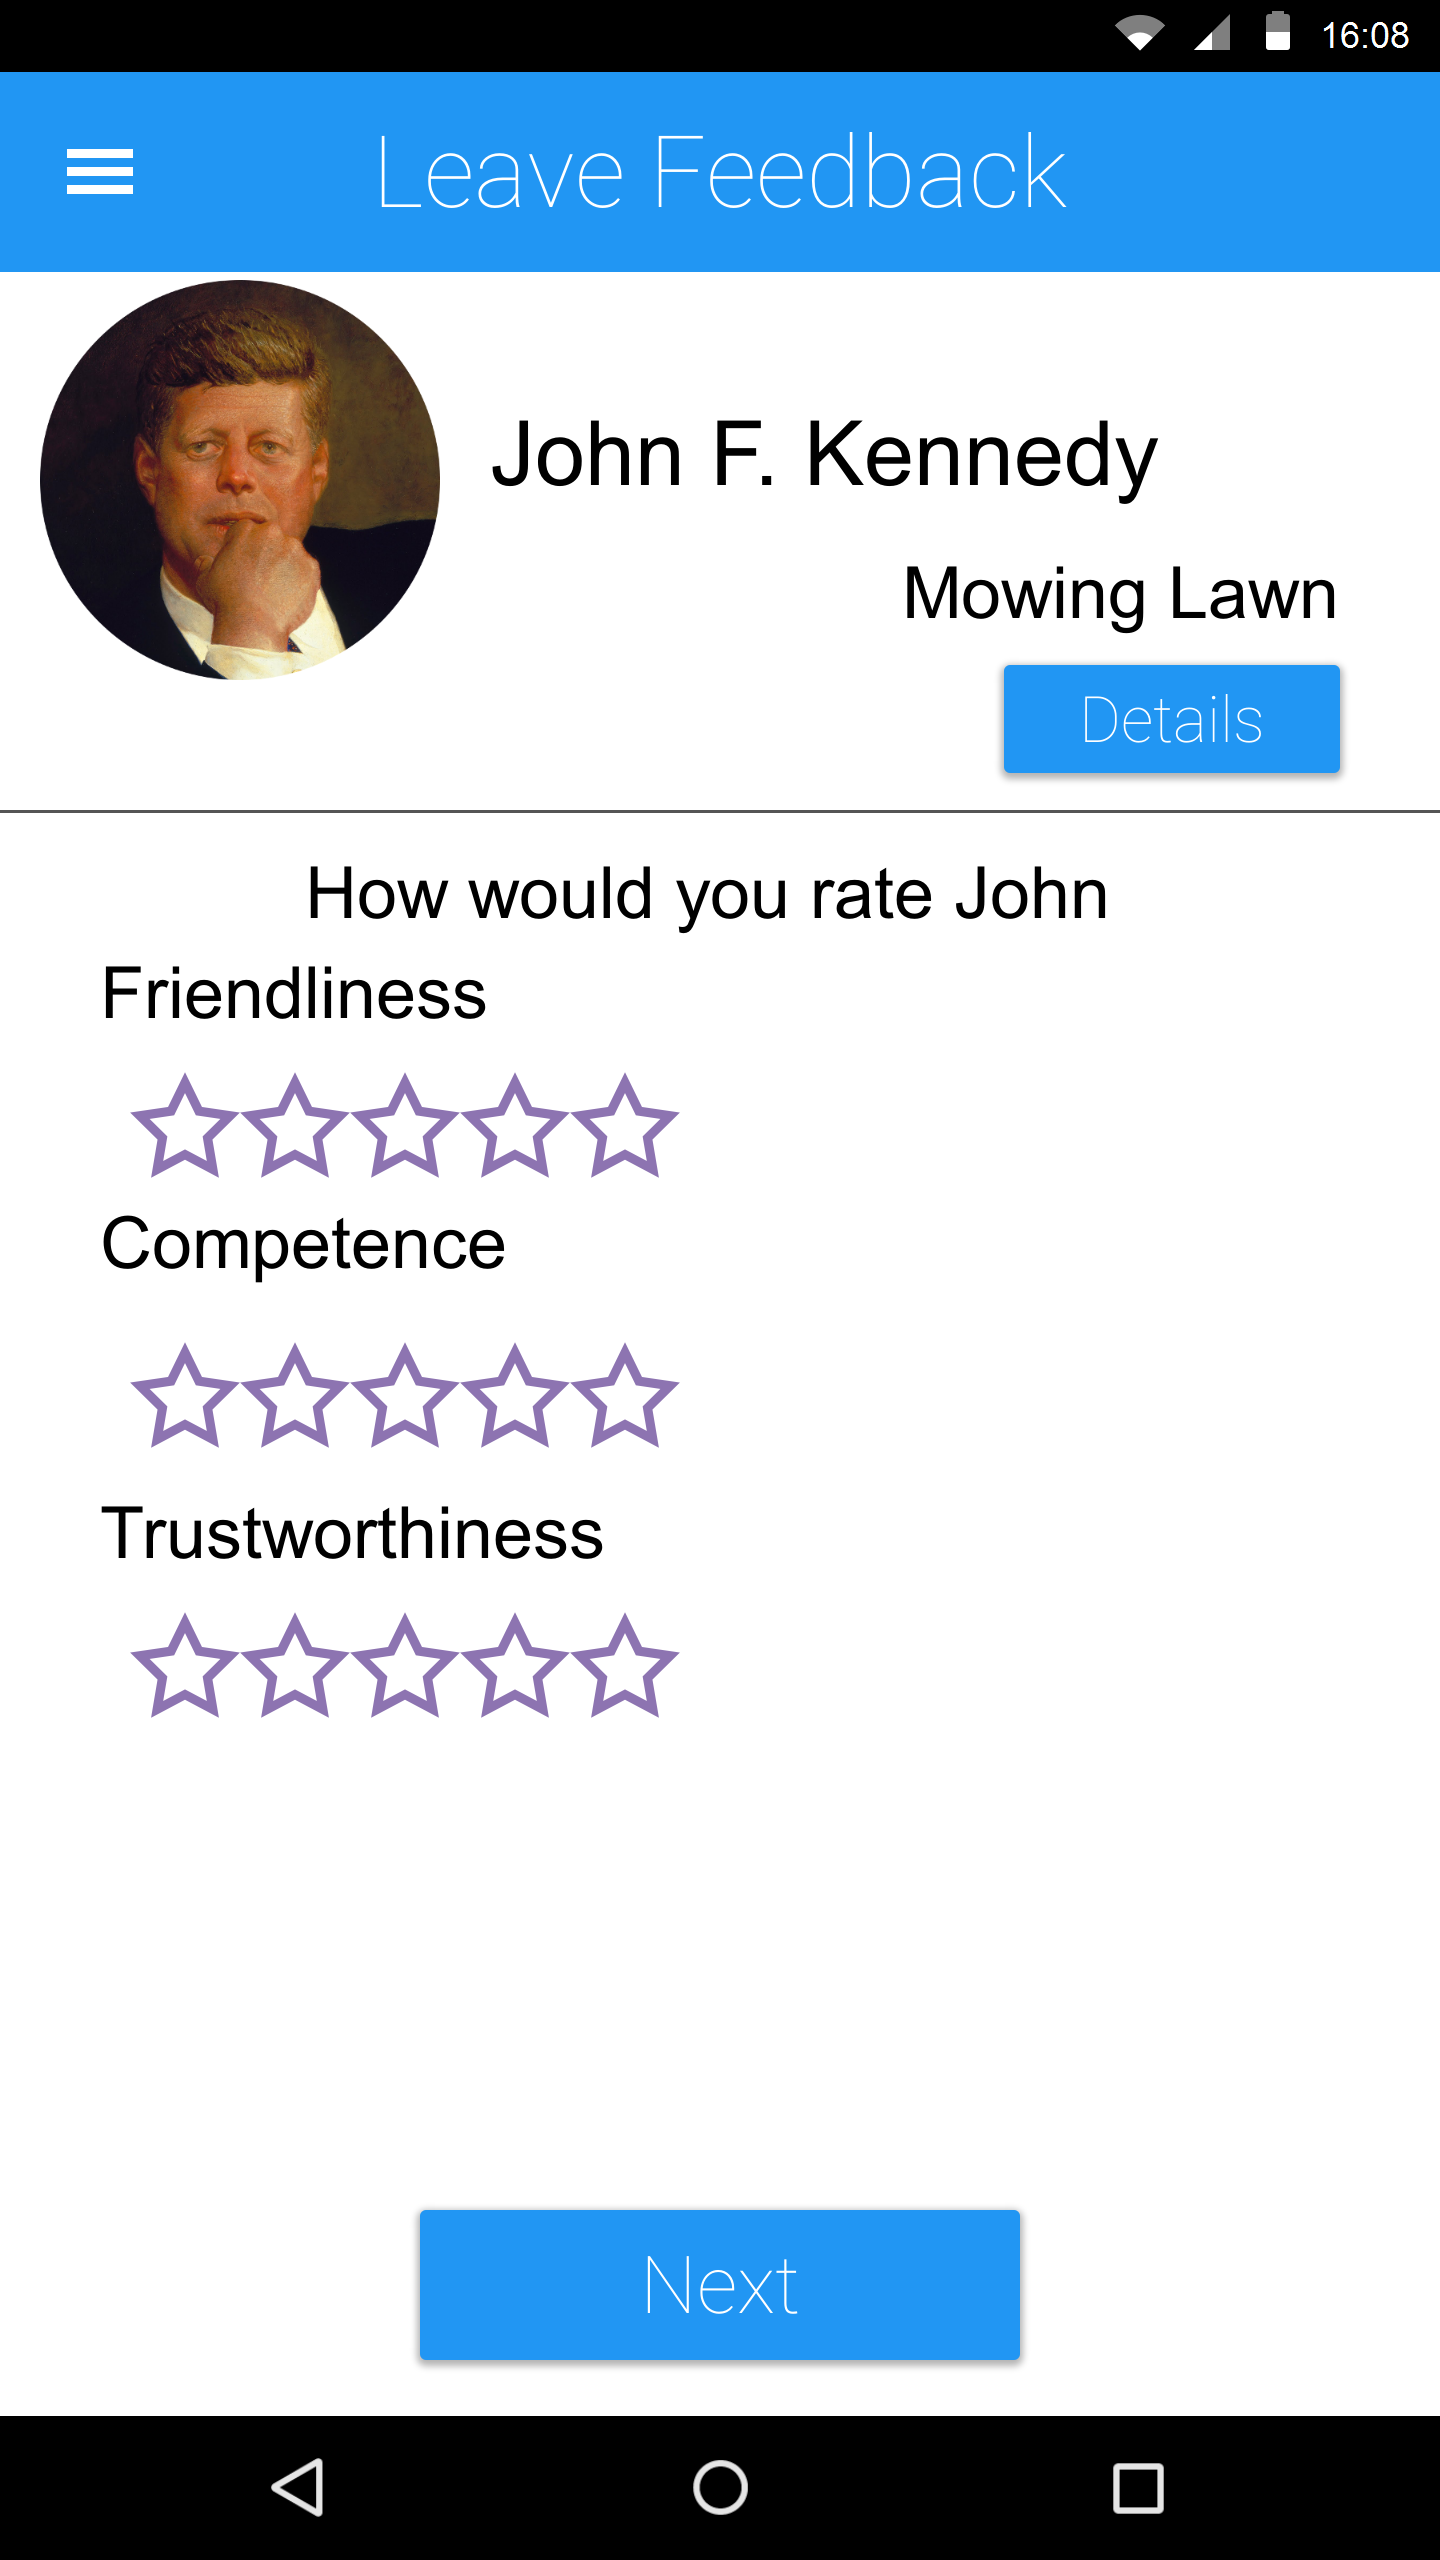 16:08
Leave Feedback
John F. Kennedy
Mowing Lawn
Details
How would you rate John
Friendliness
Competence
Trustworthiness
Next